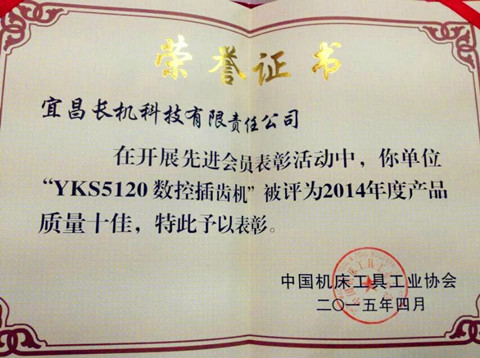 荣誉证书
宜昌长机科技有限责任公司
在开展先进会员表彰活动中，你单位
“YKS5120数控插齿机”被评为2014年度产品
质量十佳，特此予以表彰。
中国机床工具工业协会
二〇一五年四月